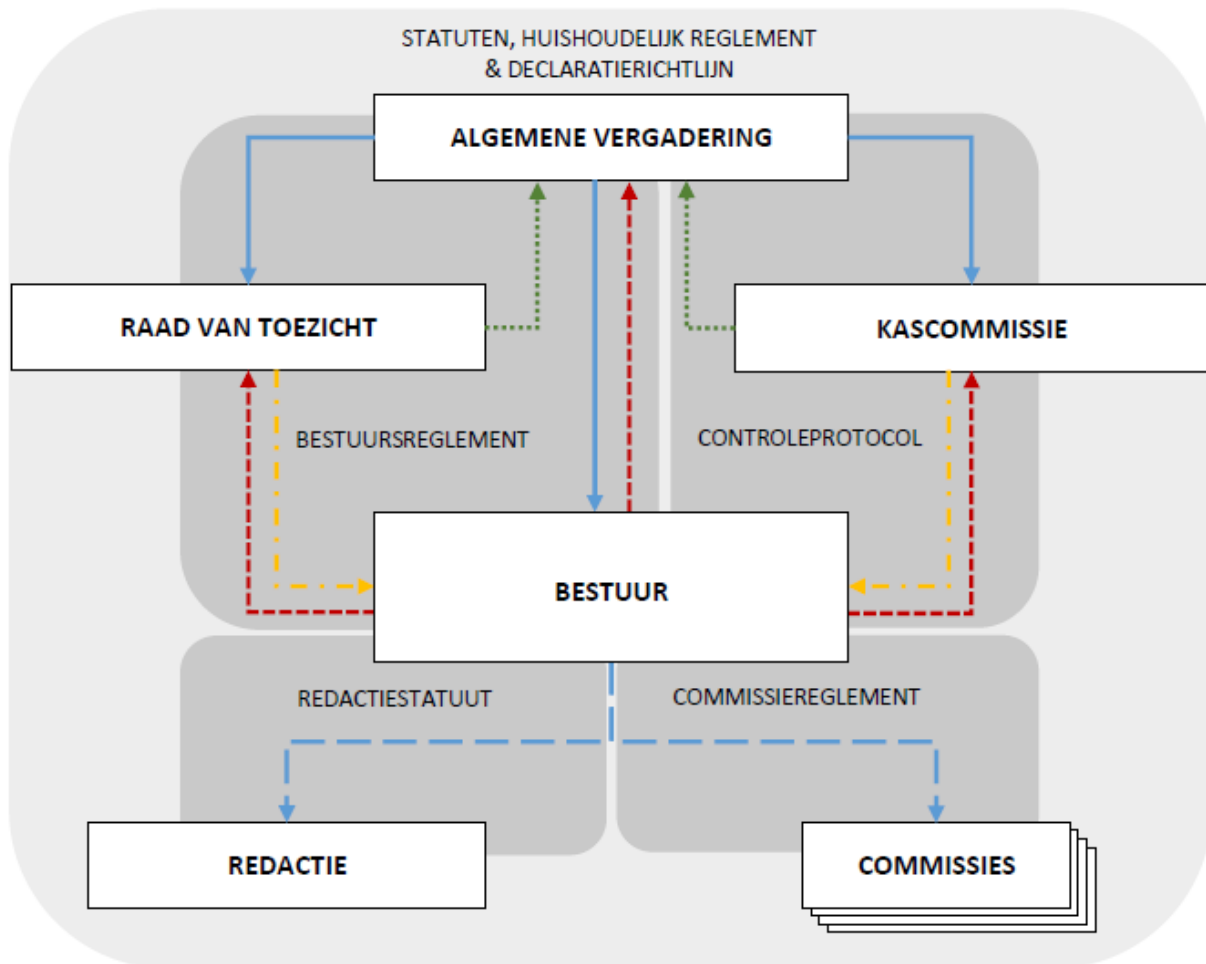 STATUTEN, HUISHOUDELIJK REGLEMENT
& DECLARATIERICHTLIJN
ALGEMENE VERGADERING
RAAD VAN TOEZICHT
KASCOMMISSIE
BESTUURSREGLEMENT
CONTROLEPROTOCOL
BESTUUR
REDACTIESTATUUT
COMMISSIEREGLEMENT
REDACTIE
COMMISSIES